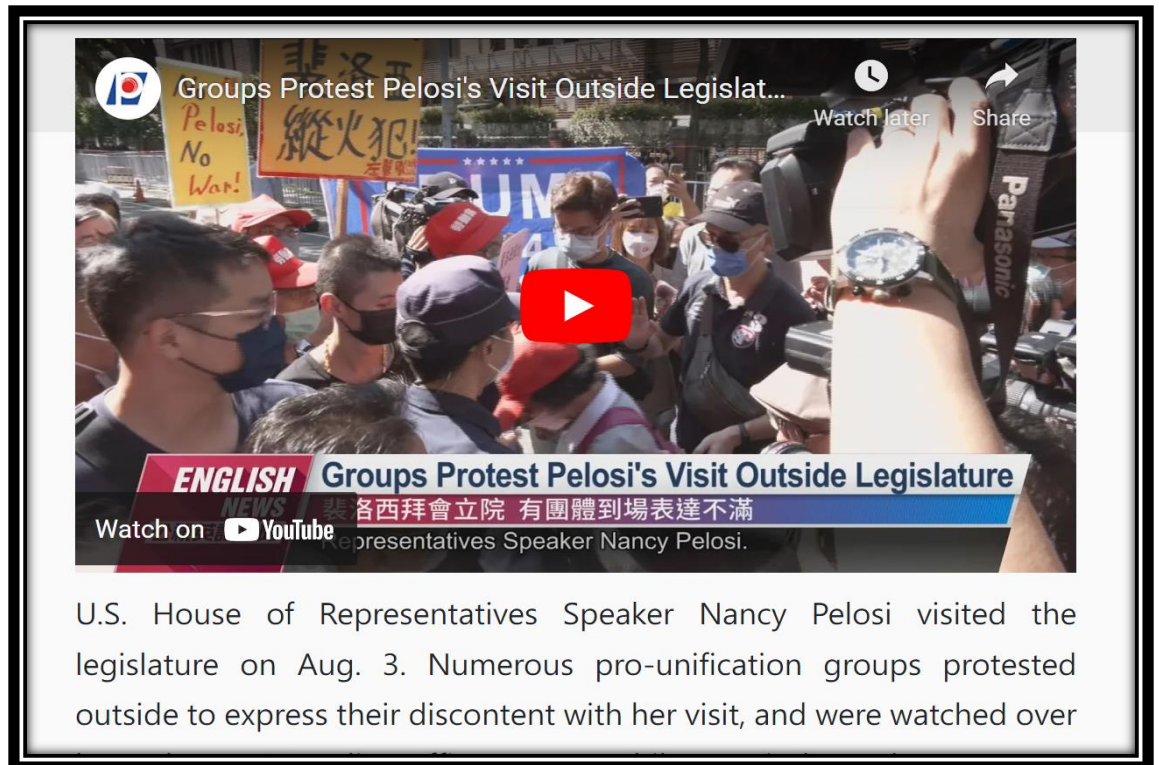 Groups Protest Pelosi's Visit Outside Legislat...
Watch later
Share
Pelosi,
No
War!
裴洛西
縱火犯!
TRUMP
Panasonic
ENGLISH
NEWS
Groups Protest Pelosi's Visit Outside Legislature
裴洛西拜會立院 有團體到場表達不滿
Representatives Speaker Nancy Pelosi.
Watch on YouTube
U.S. House of Representatives Speaker Nancy Pelosi visited the
legislature on Aug. 3. Numerous pro-unification groups protested
outside to express their discontent with her visit, and were watched over